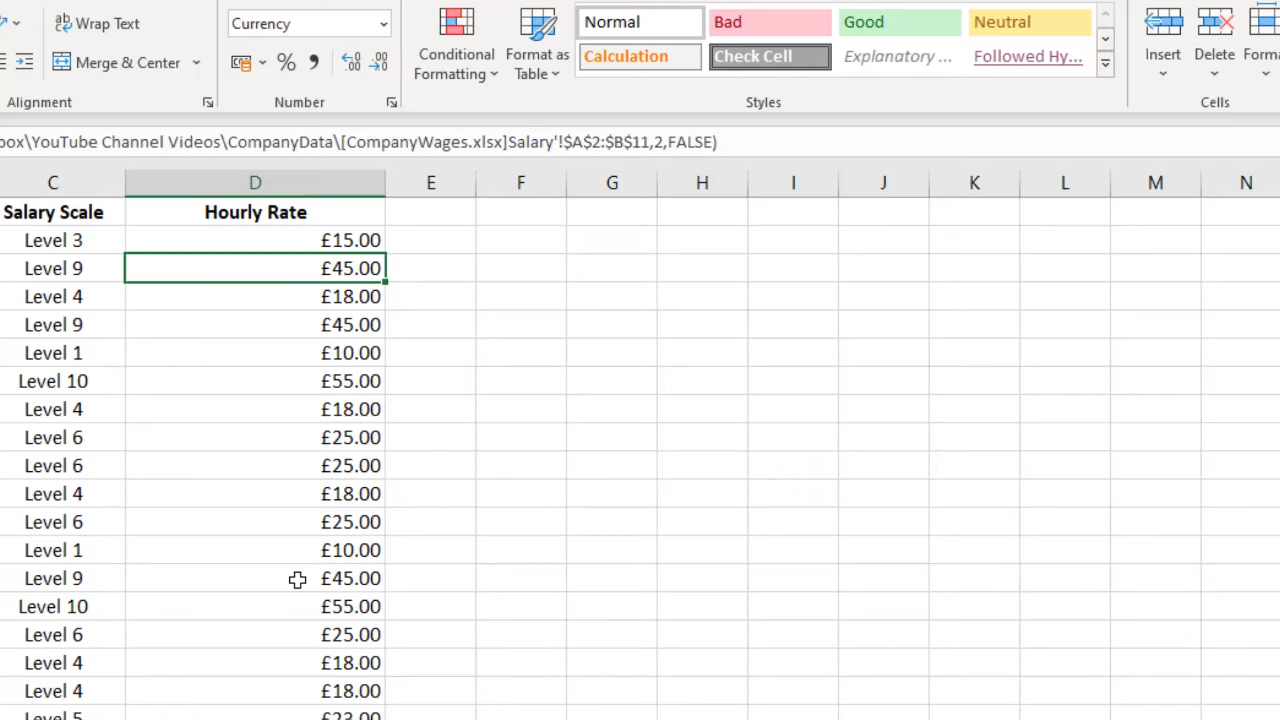 Wrap Text
Merge & Center
Alignment
Currency
%
Number
Conditional Formatting
Format as Table
Normal
Bad
Good
Neutral
Calculation
Check Cell
Explanatory ...
Followed Hy...
Styles
Insert
Delete
Cells
\YouTube Channel Videos\CompanyData\[CompanyWages.xlsx]Salary'!$A$2:$B$11,2,FALSE)
C D E F G H I J K L M N
Salary Scale Hourly Rate
Level 3 £15.00
Level 9 £45.00
Level 4 £18.00
Level 9 £45.00
Level 1 £10.00
Level 10 £55.00
Level 4 £18.00
Level 6 £25.00
Level 6 £25.00
Level 4 £18.00
Level 6 £25.00
Level 1 £10.00
Level 9 £45.00
Level 10 £55.00
Level 6 £25.00
Level 4 £18.00
Level 4 £18.00
Level 5 £23.00